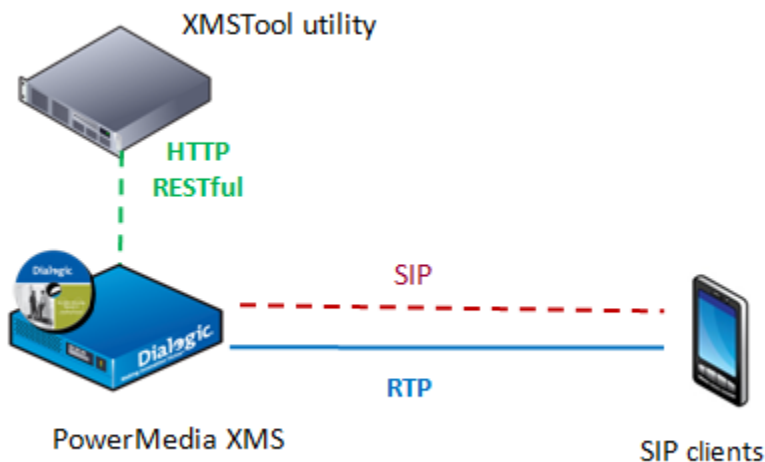 XMSTool utility
HTTP
RESTful
Dialogic
SIP
Dialogic.
RTP
PowerMedia XMS
SIP clients